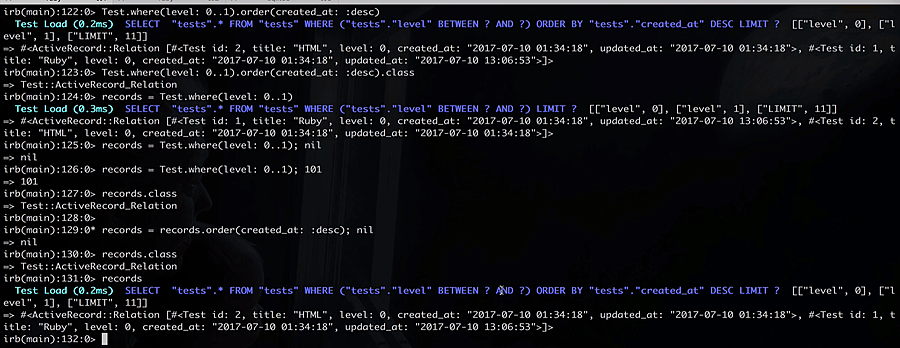 irb(main):122:0> Test.where(level: 0..1).order(created_at: :desc)
  Test Load (0.2ms)  SELECT  "tests".* FROM "tests" WHERE ("tests"."level" BETWEEN ? AND ?) ORDER BY "tests"."created_at" DESC LIMIT ?  [["level", 0], ["l
evel", 1], ["LIMIT", 11]]
=> #<ActiveRecord::Relation [#<Test id: 2, title: "HTML", level: 0, created_at: "2017-07-10 01:34:18", updated_at: "2017-07-10 01:34:18">, #<Test id: 1, t
itle: "Ruby", level: 0, created_at: "2017-07-10 01:34:18", updated_at: "2017-07-10 13:06:53">]>
irb(main):123:0> Test.where(level: 0..1).order(created_at: :desc).class
=> Test::ActiveRecord_Relation
irb(main):124:0> records = Test.where(level: 0..1)
  Test Load (0.3ms)  SELECT  "tests".* FROM "tests" WHERE ("tests"."level" BETWEEN ? AND ?) LIMIT ?  [["level", 0], ["level", 1], ["LIMIT", 11]]
=> #<ActiveRecord::Relation [#<Test id: 1, title: "Ruby", level: 0, created_at: "2017-07-10 01:34:18", updated_at: "2017-07-10 13:06:53">, #<Test id: 2, t
itle: "HTML", level: 0, created_at: "2017-07-10 01:34:18", updated_at: "2017-07-10 01:34:18">]>
irb(main):125:0> records = Test.where(level: 0..1); nil
=> nil
irb(main):126:0> records = Test.where(level: 0..1); 101
=> 101
irb(main):127:0> records.class
=> Test::ActiveRecord_Relation
irb(main):128:0>
irb(main):129:0* records = records.order(created_at: :desc); nil
=> nil
irb(main):130:0> records.class
=> Test::ActiveRecord_Relation
irb(main):131:0> records
  Test Load (0.2ms)  SELECT  "tests".* FROM "tests" WHERE ("tests"."level" BETWEEN ? AND ?) ORDER BY "tests"."created_at" DESC LIMIT ?  [["level", 0], ["l
evel", 1], ["LIMIT", 11]]
=> #<ActiveRecord::Relation [#<Test id: 2, title: "HTML", level: 0, created_at: "2017-07-10 01:34:18", updated_at: "2017-07-10 01:34:18">, #<Test id: 1, t
itle: "Ruby", level: 0, created_at: "2017-07-10 01:34:18", updated_at: "2017-07-10 13:06:53">]>
irb(main):132:0>